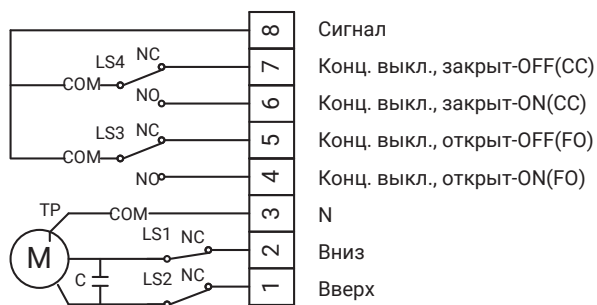 8 Сигнал
LS4 NC 7 Конц. выкл., закрыт-OFF(CC)
COM
NO 6 Конц. выкл., закрыт-ON(CC)
LS3 NC 5 Конц. выкл., открыт-OFF(FO)
COM
NO 4 Конц. выкл., открыт-ON(FO)
TP COM 3 N
LS1 NC 2 Вниз
M
C LS2 NC 1 Вверх